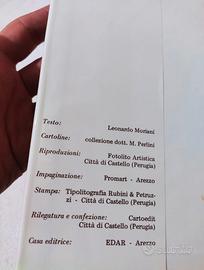 Testo:
Leonardo Moriani
Cartoline:
collezione dott. M. Perlini
Riproduzioni:
Fotolito Artistica
Città di Castello (Perugia)
Impaginazione:
Promart - Arezzo
Stampa: Tipolitografia Rubini & Petruz-
zi - Città di Castello (Perugia)
Rilegatura e confezione: Cartoedit
Città di Castello (Perugia)
Casa editrice: EDAR - Arezzo
subito